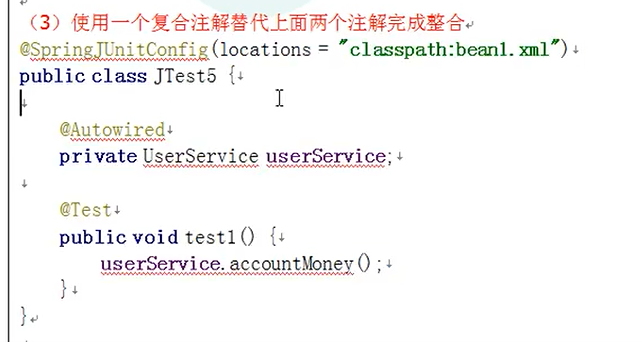 （3）使用一个复合注解替代上面两个注解完成整合
@SpringJUnitConfig(locations = "classpath:bean1.xml")
public class JTest5 {
@Autowired
private UserService userService;
@Test
public void test1() {
userService.accountMoney();
}
}